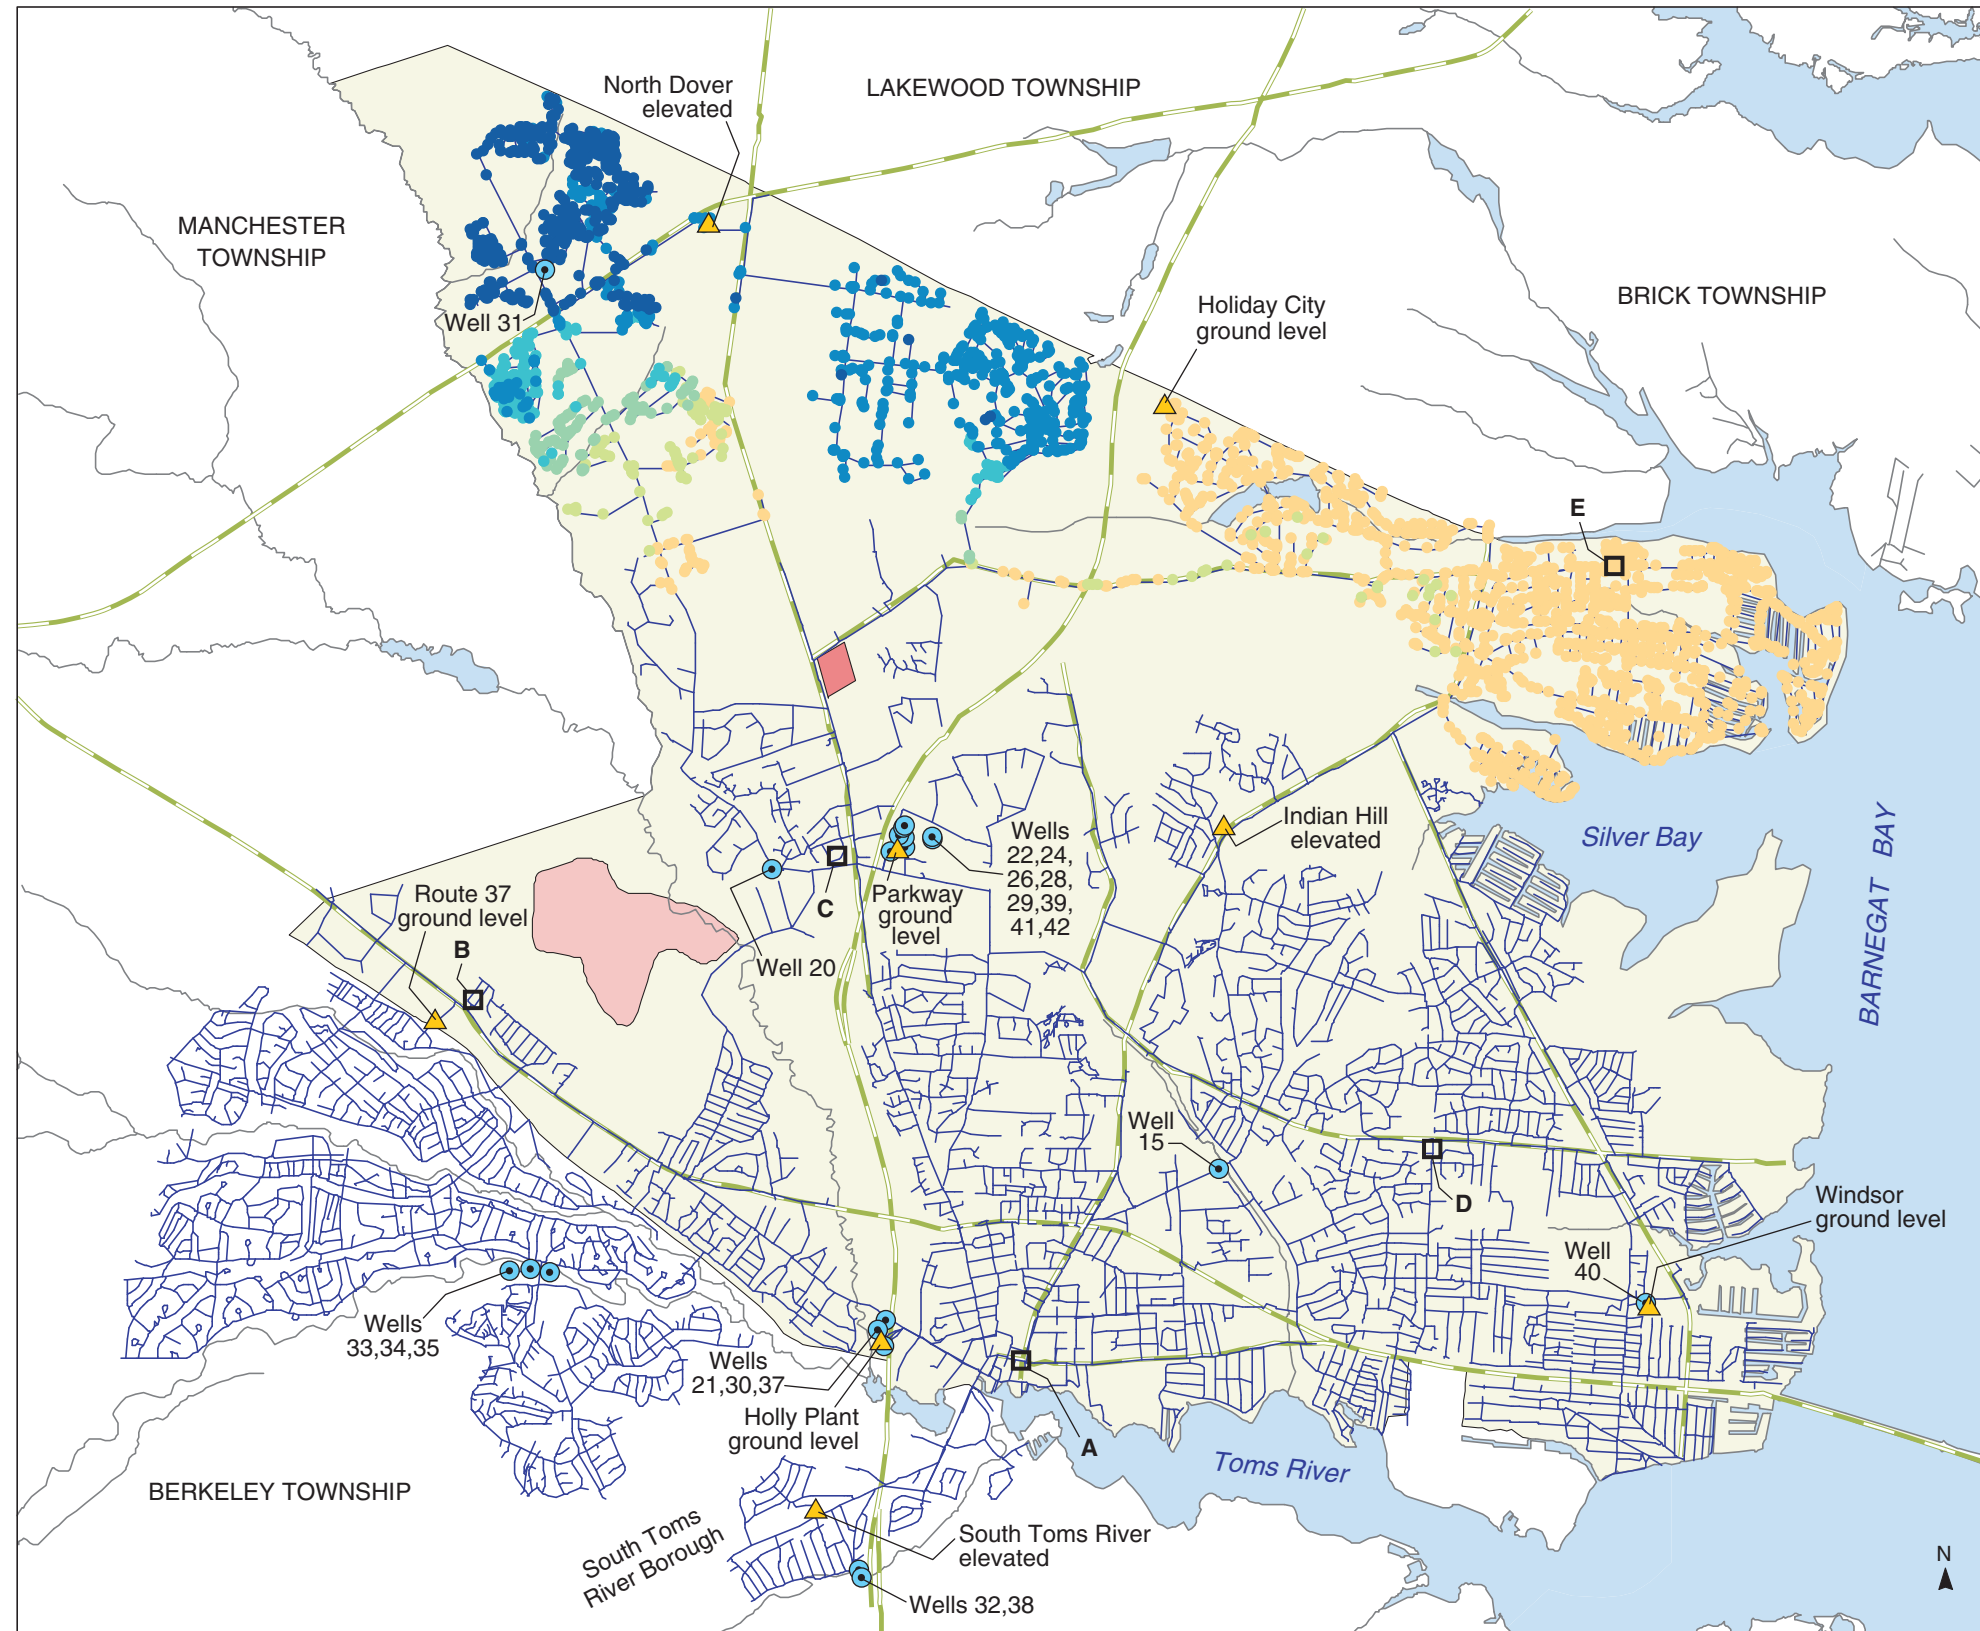 North Dover
elevated
LAKEWOOD TOWNSHIP
MANCHESTER
TOWNSHIP
BRICK TOWNSHIP
Holiday City
ground level
Well 31
E
Indian Hill
elevated
Silver Bay
BARNEGAT BAY
Wells
22,24,
26,28,
29,39,
41,42
Parkway
ground
level
C
Well 20
Route 37
ground level
B
Well
15
D
Windsor
ground level
Well
40
Wells
33,34,35
Wells
21,30,37
Holly Plant
ground level
A
Toms River
BERKELEY TOWNSHIP
South Toms
River Borough
South Toms River
elevated
Wells 32,38
N